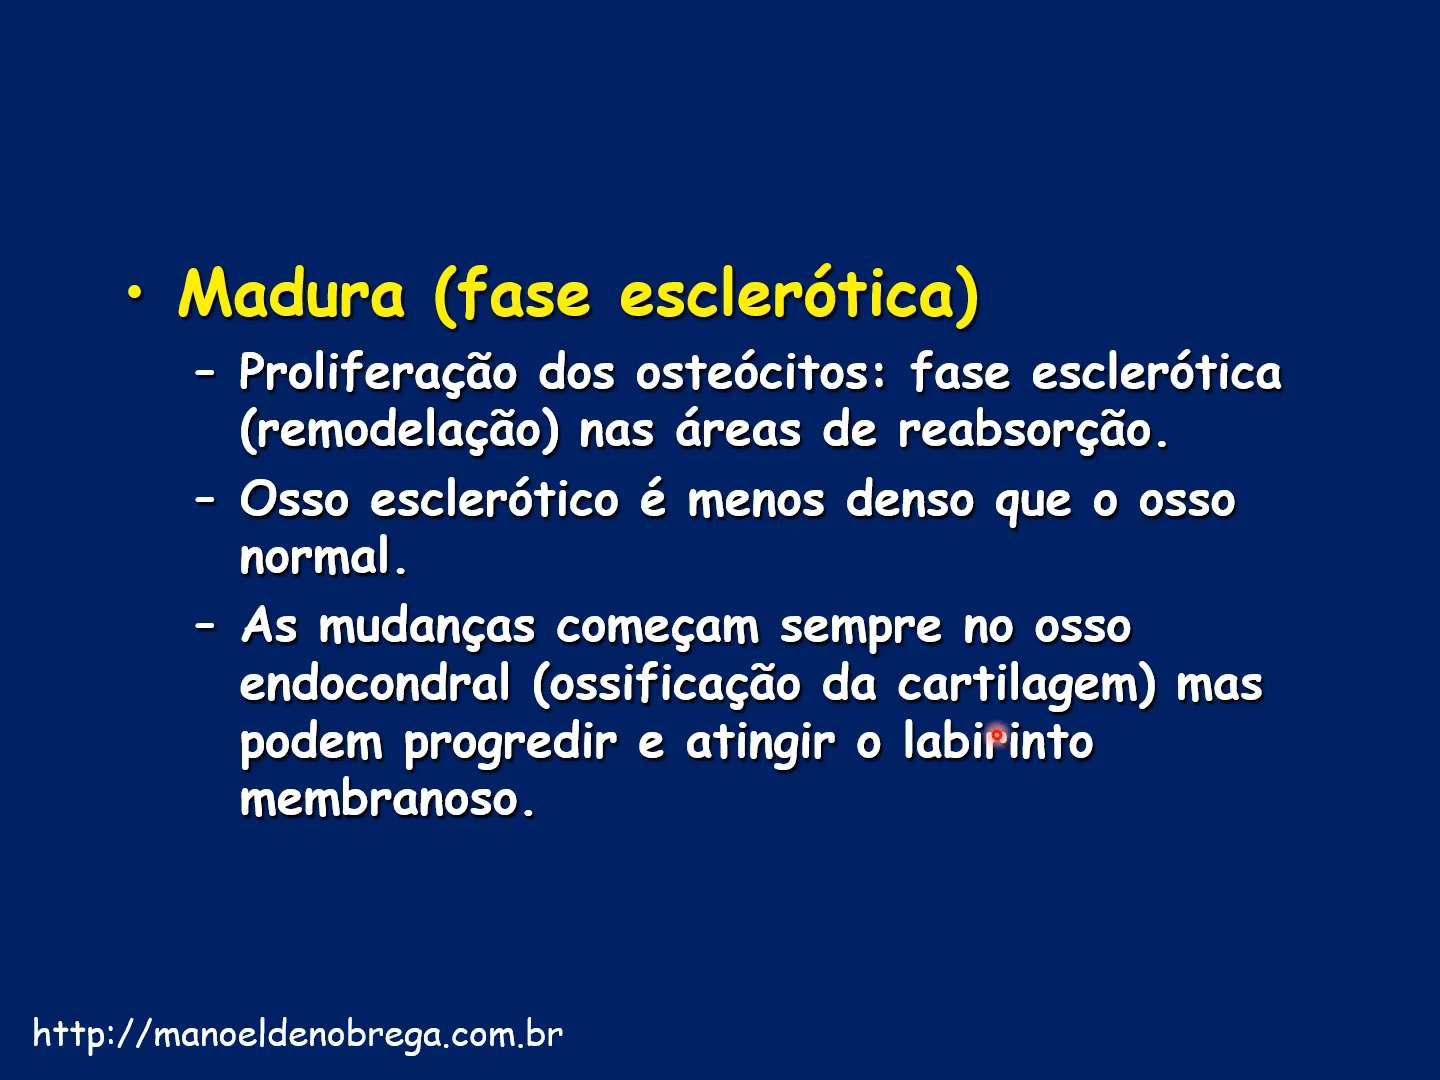 • Madura (fase esclerótica)
– Proliferação dos osteócitos: fase esclerótica
(remodelação) nas áreas de reabsorção.
– Osso esclerótico é menos denso que o osso
normal.
– As mudanças começam sempre no osso
endocondral (ossificação da cartilagem) mas
podem progredir e atingir o labirinto
membranoso.
http://manoeldenobrega.com.br